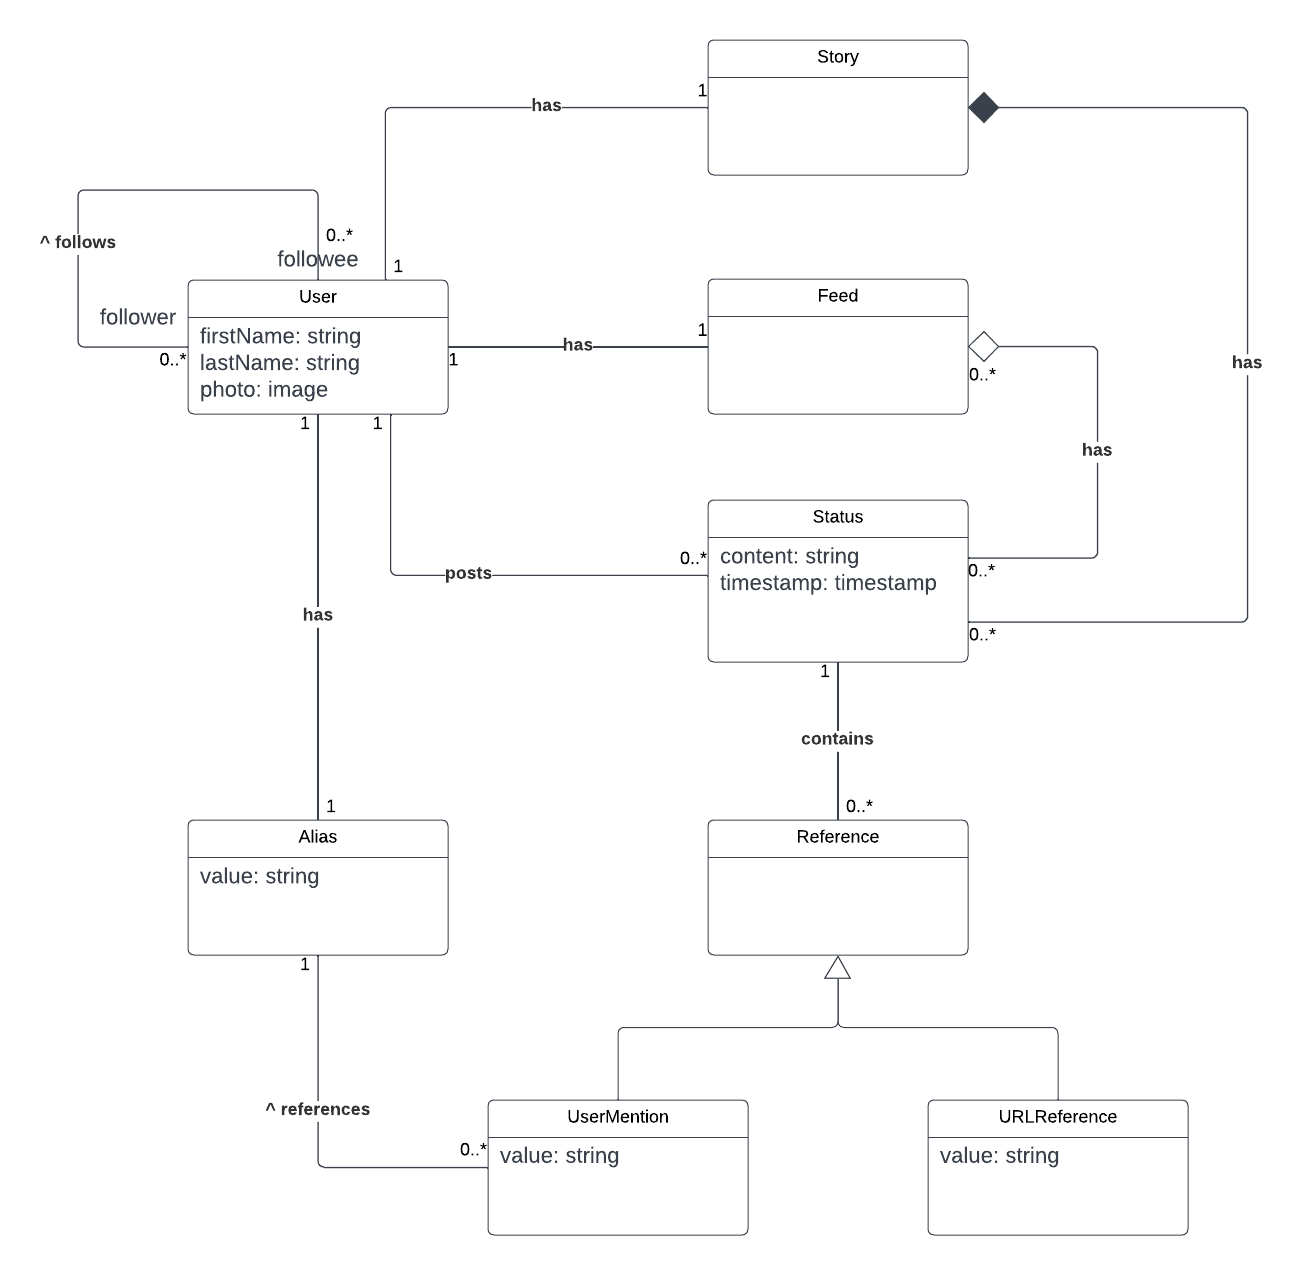 Story
1
has
0..*
^ follows
followee
1
follower
0..*
User
firstName: string
lastName: string
photo: image
Feed
1
has
1
0..*
has
has
1
1
Status
content: string
timestamp: timestamp
0..*
posts
0..*
0..*
has
1
contains
1
0..*
Alias
value: string
Reference
1
^ references
0..*
UserMention
value: string
URLReference
value: string